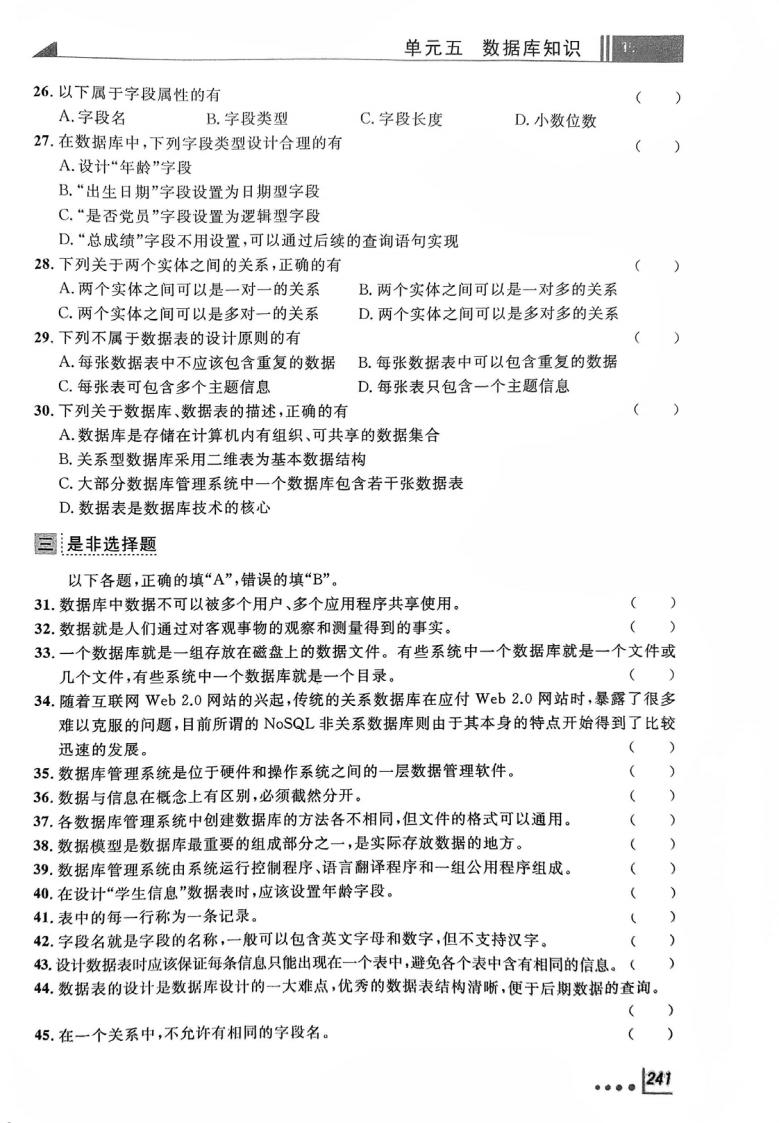 单元五 数据库知识
26. 以下属于字段属性的有 ( )
A. 字段名 B. 字段类型 C. 字段长度 D. 小数位数
27. 在数据库中,下列字段类型设计合理的有 ( )
A. 设计“年龄”字段
B. “出生日期”字段设置为日期型字段
C. “是否党员”字段设置为逻辑型字段
D. “总成绩”字段不用设置,可以通过后续的查询语句实现
28. 下列关于两个实体之间的关系,正确的有 ( )
A. 两个实体之间可以是一对一的关系 B. 两个实体之间可以是一对多的关系
C. 两个实体之间可以是多对一的关系 D. 两个实体之间可以是多对多的关系
29. 下列不属于数据表的设计原则的有 ( )
A. 每张数据表中不应该包含重复的数据 B. 每张数据表中可以包含重复的数据
C. 每张表可包含多个主题信息 D. 每张表只包含一个主题信息
30. 下列关于数据库、数据表的描述,正确的有 ( )
A. 数据库是存储在计算机内有组织、可共享的数据集合
B. 关系型数据库采用二维表为基本数据结构
C. 大部分数据库管理系统中一个数据库包含若干张数据表
D. 数据表是数据库技术的核心
三 是非选择题
以下各题,正确的填“A”,错误的填“B”。
31. 数据库中数据不可以被多个用户、多个应用程序共享使用。 ( )
32. 数据就是人们通过对客观事物的观察和测量得到的事实。 ( )
33. 一个数据库就是一组存放在磁盘上的数据文件。有些系统中一个数据库就是一个文件或
几个文件,有些系统中一个数据库就是一个目录。 ( )
34. 随着互联网 Web 2.0 网站的兴起,传统的关系数据库在应付 Web 2.0 网站时,暴露了很多
难以克服的问题,目前所谓的 NoSQL 非关系数据库则由于其本身的特点开始得到了比较
迅速的发展。 ( )
35. 数据库管理系统是位于硬件和操作系统之间的一层数据管理软件。 ( )
36. 数据与信息在概念上有区别,必须截然分开。 ( )
37. 各数据库管理系统中创建数据库的方法各不相同,但文件的格式可以通用。 ( )
38. 数据模型是数据库最重要的组成部分之一,是实际存放数据的地方。 ( )
39. 数据库管理系统由系统运行控制程序、语言翻译程序和一组公用程序组成。 ( )
40. 在设计“学生信息”数据表时,应该设置年龄字段。 ( )
41. 表中的每一行称为一条记录。 ( )
42. 字段名就是字段的名称,一般可以包含英文字母和数字,但不支持汉字。 ( )
43. 设计数据表时应该保证每条信息只能出现在一个表中,避免各个表中含有相同的信息。 ( )
44. 数据表的设计是数据库设计的一大难点,优秀的数据表结构清晰,便于后期数据的查询。
( )
45. 在一个关系中,不允许有相同的字段名。 ( )
241